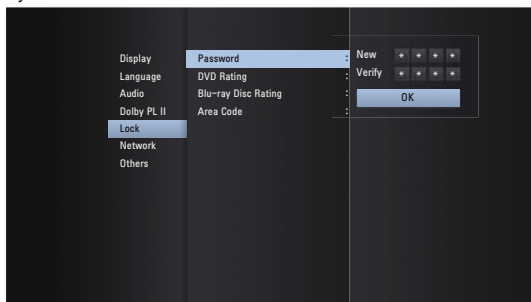 Display
Language
Audio
Dolby PL II
Lock
Network
Others
Password :
DVD Rating :
Blu-ray Disc Rating :
Area Code :
New * * * *
Verify * * * *
OK